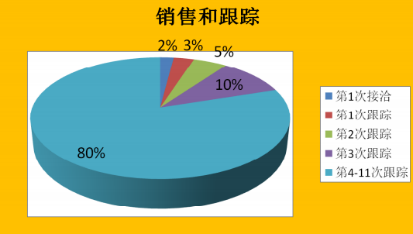 销售和跟踪
2% 3% 5%
10%
80%
第1次接洽
第1次跟踪
第2次跟踪
第3次跟踪
第4-11次跟踪